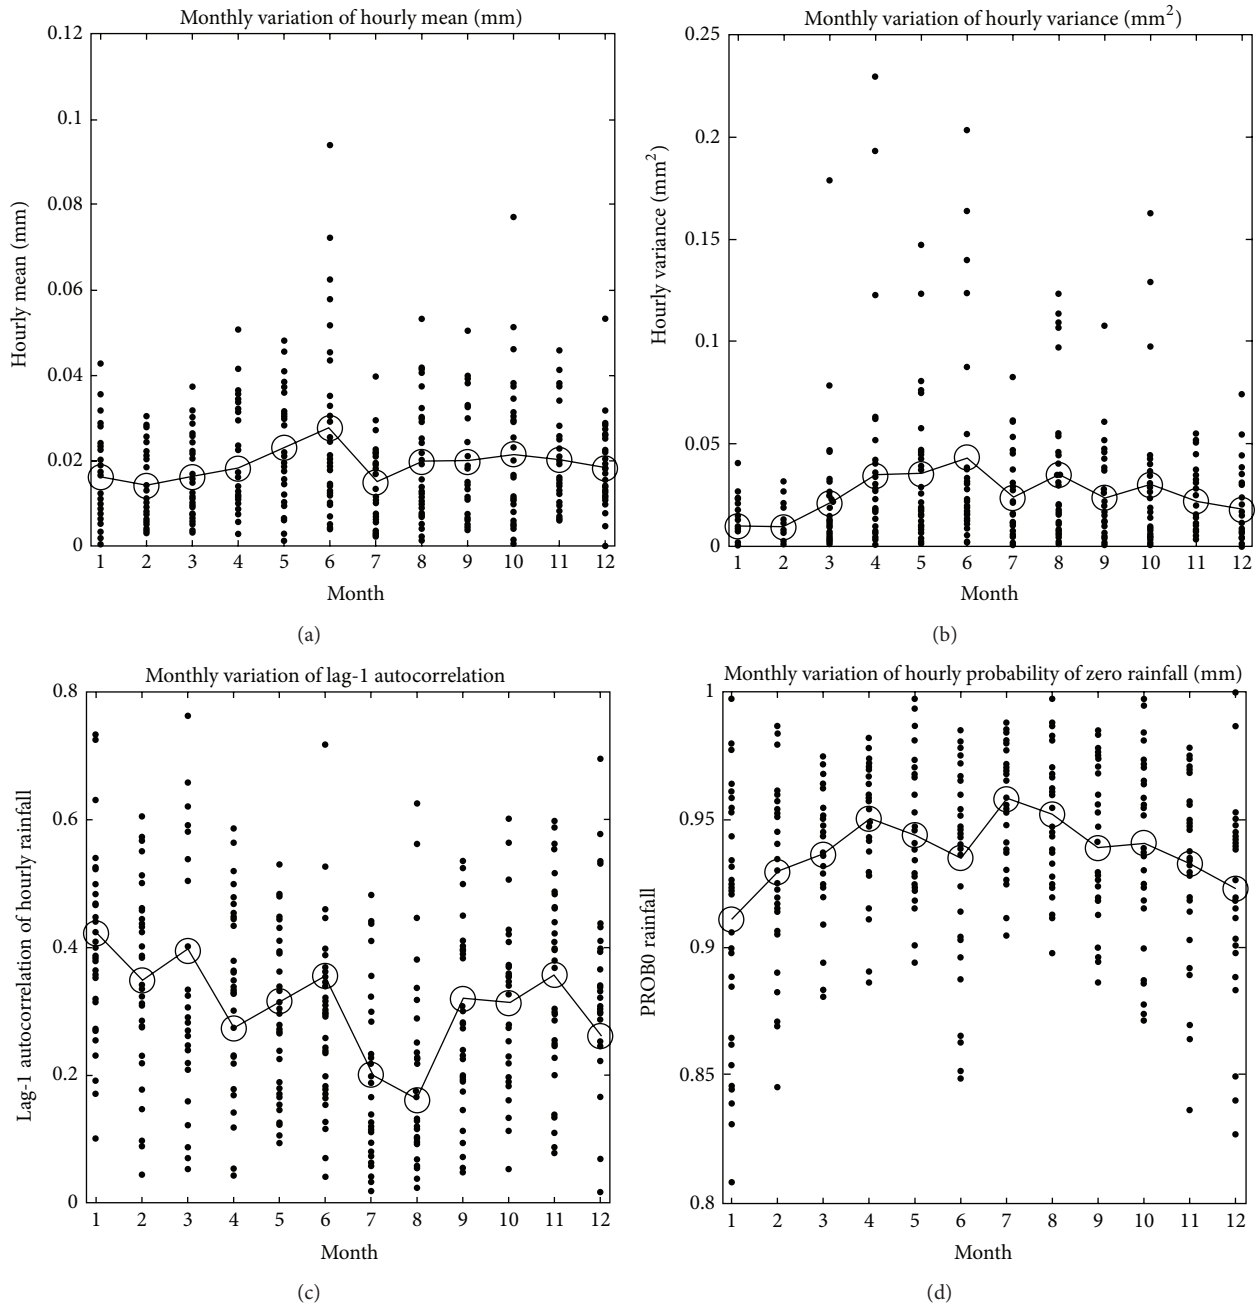 Monthly variation of hourly mean (mm)
0.12
0.1
0.08
0.06
0.04
0.02
0
Hourly mean (mm)
1 2 3 4 5 6 7 8 9 10 11 12
Month
(a)
Monthly variation of hourly variance (mm²)
0.25
0.2
0.15
0.1
0.05
0
Hourly variance (mm²)
1 2 3 4 5 6 7 8 9 10 11 12
Month
(b)
Monthly variation of lag-1 autocorrelation
0.8
0.6
0.4
0.2
0
Lag-1 autocorrelation of hourly rainfall
1 2 3 4 5 6 7 8 9 10 11 12
Month
(c)
Monthly variation of hourly probability of zero rainfall (mm)
1
0.95
0.9
0.85
0.8
PROB0 rainfall
1 2 3 4 5 6 7 8 9 10 11 12
Month
(d)